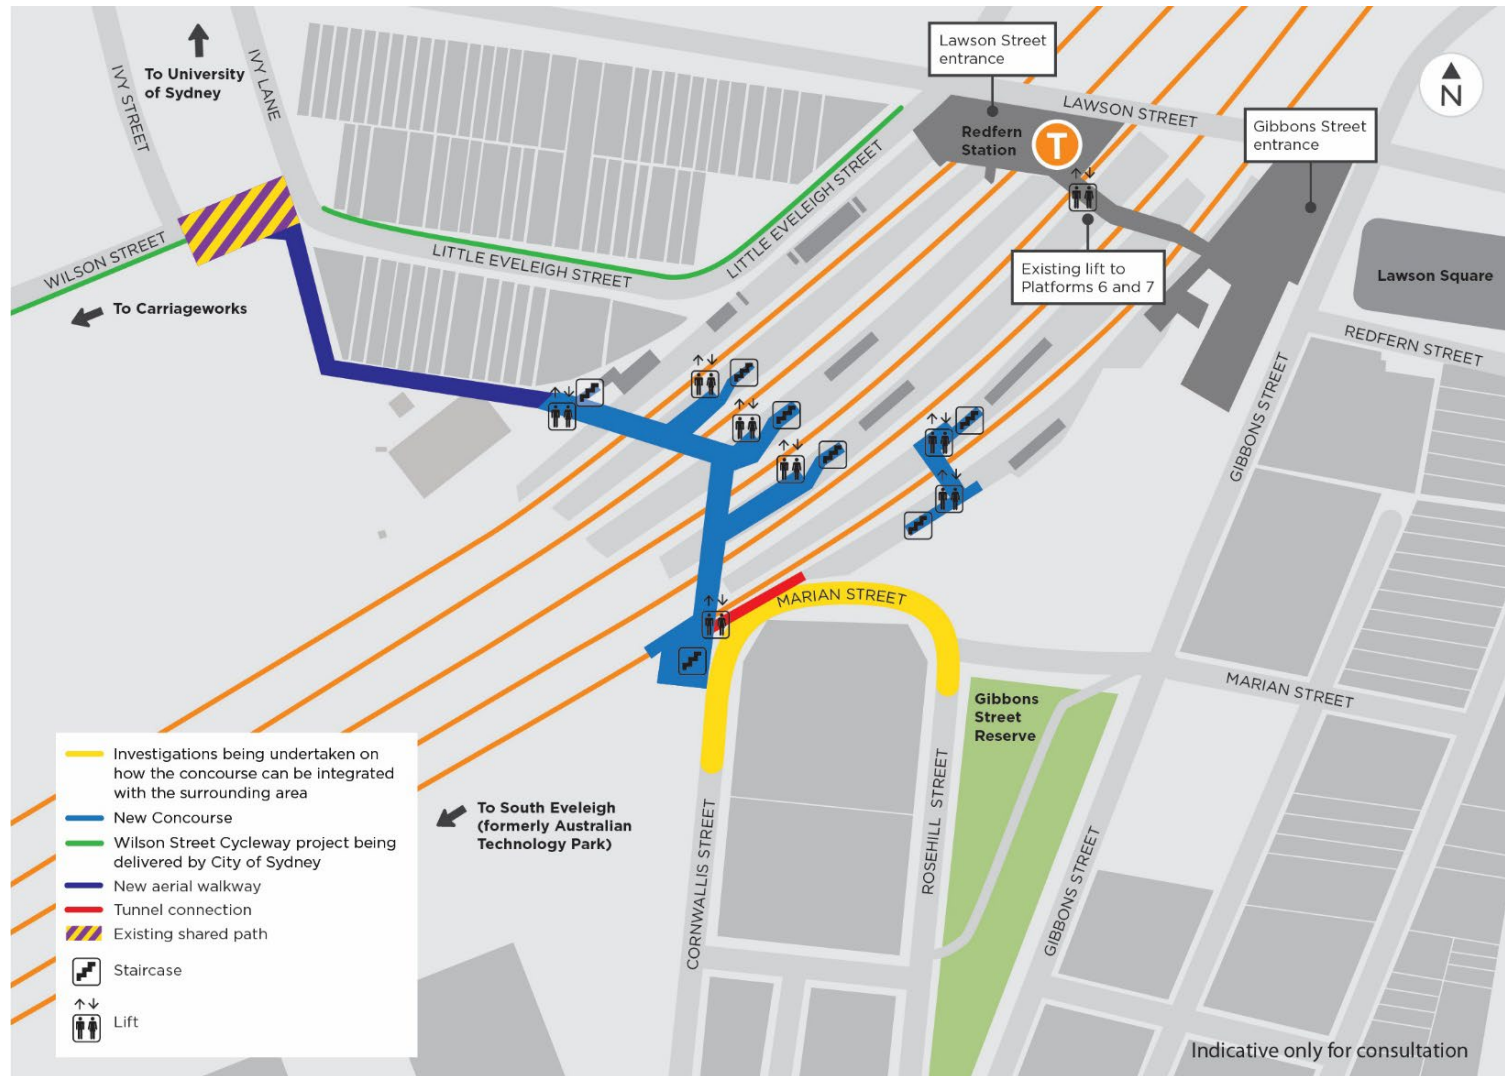 Lawson Street
entrance
To University
of Sydney
IVY STREET
IVY LANE
LAWSON STREET
N
Gibbons Street
entrance
Redfern
Station
T
LITTLE EVELEIGH STREET
LITTLE EVELEIGH STREET
WILSON STREET
To Carriageworks
Existing lift to
Platforms 6 and 7
Lawson Square
REDFERN STREET
GIBBONS STREET
MARIAN STREET
MARIAN STREET
Gibbons
Street
Reserve
ROSEHILL STREET
CORNWALLIS STREET
GIBBONS STREET
To South Eveleigh
(formerly Australian
Technology Park)
Investigations being undertaken on
how the concourse can be integrated
with the surrounding area
New Concourse
Wilson Street Cycleway project being
delivered by City of Sydney
New aerial walkway
Tunnel connection
Existing shared path
Staircase
Lift
Indicative only for consultation